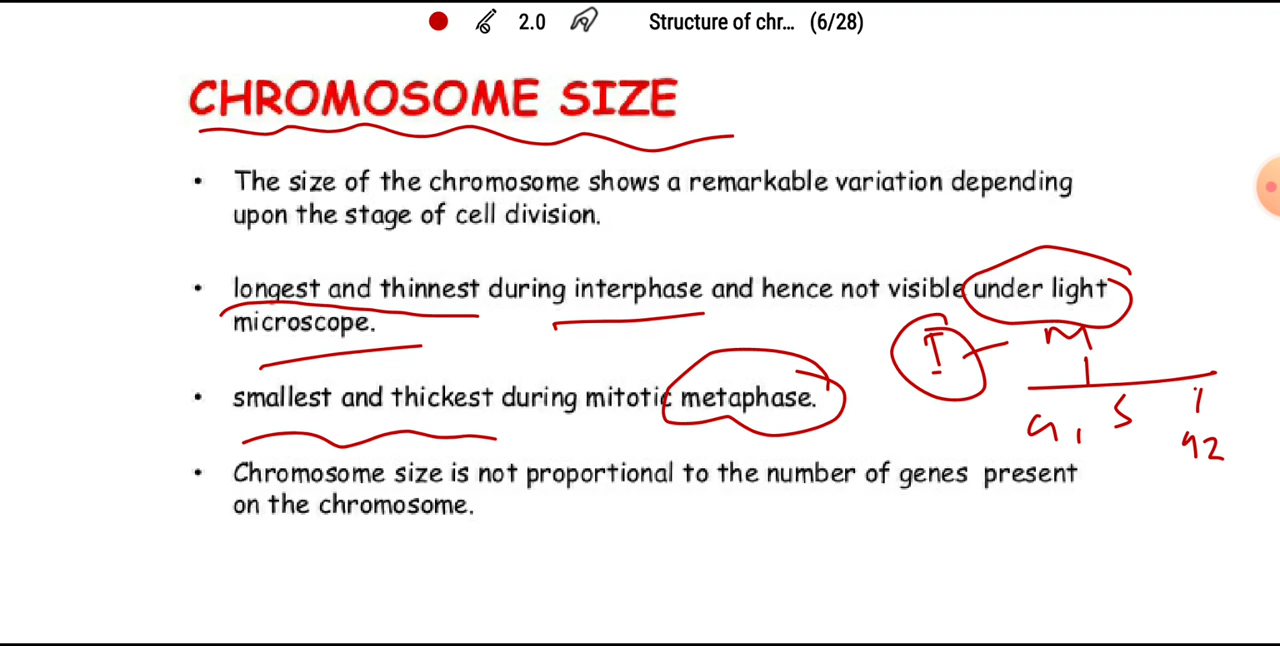 2.0 Structure of chr... (6/28)
CHROMOSOME SIZE
• The size of the chromosome shows a remarkable variation depending
upon the stage of cell division.
• longest and thinnest during interphase and hence not visible under light
microscope.
I M
• smallest and thickest during mitotic metaphase.
G1 S G2
• Chromosome size is not proportional to the number of genes present
on the chromosome.